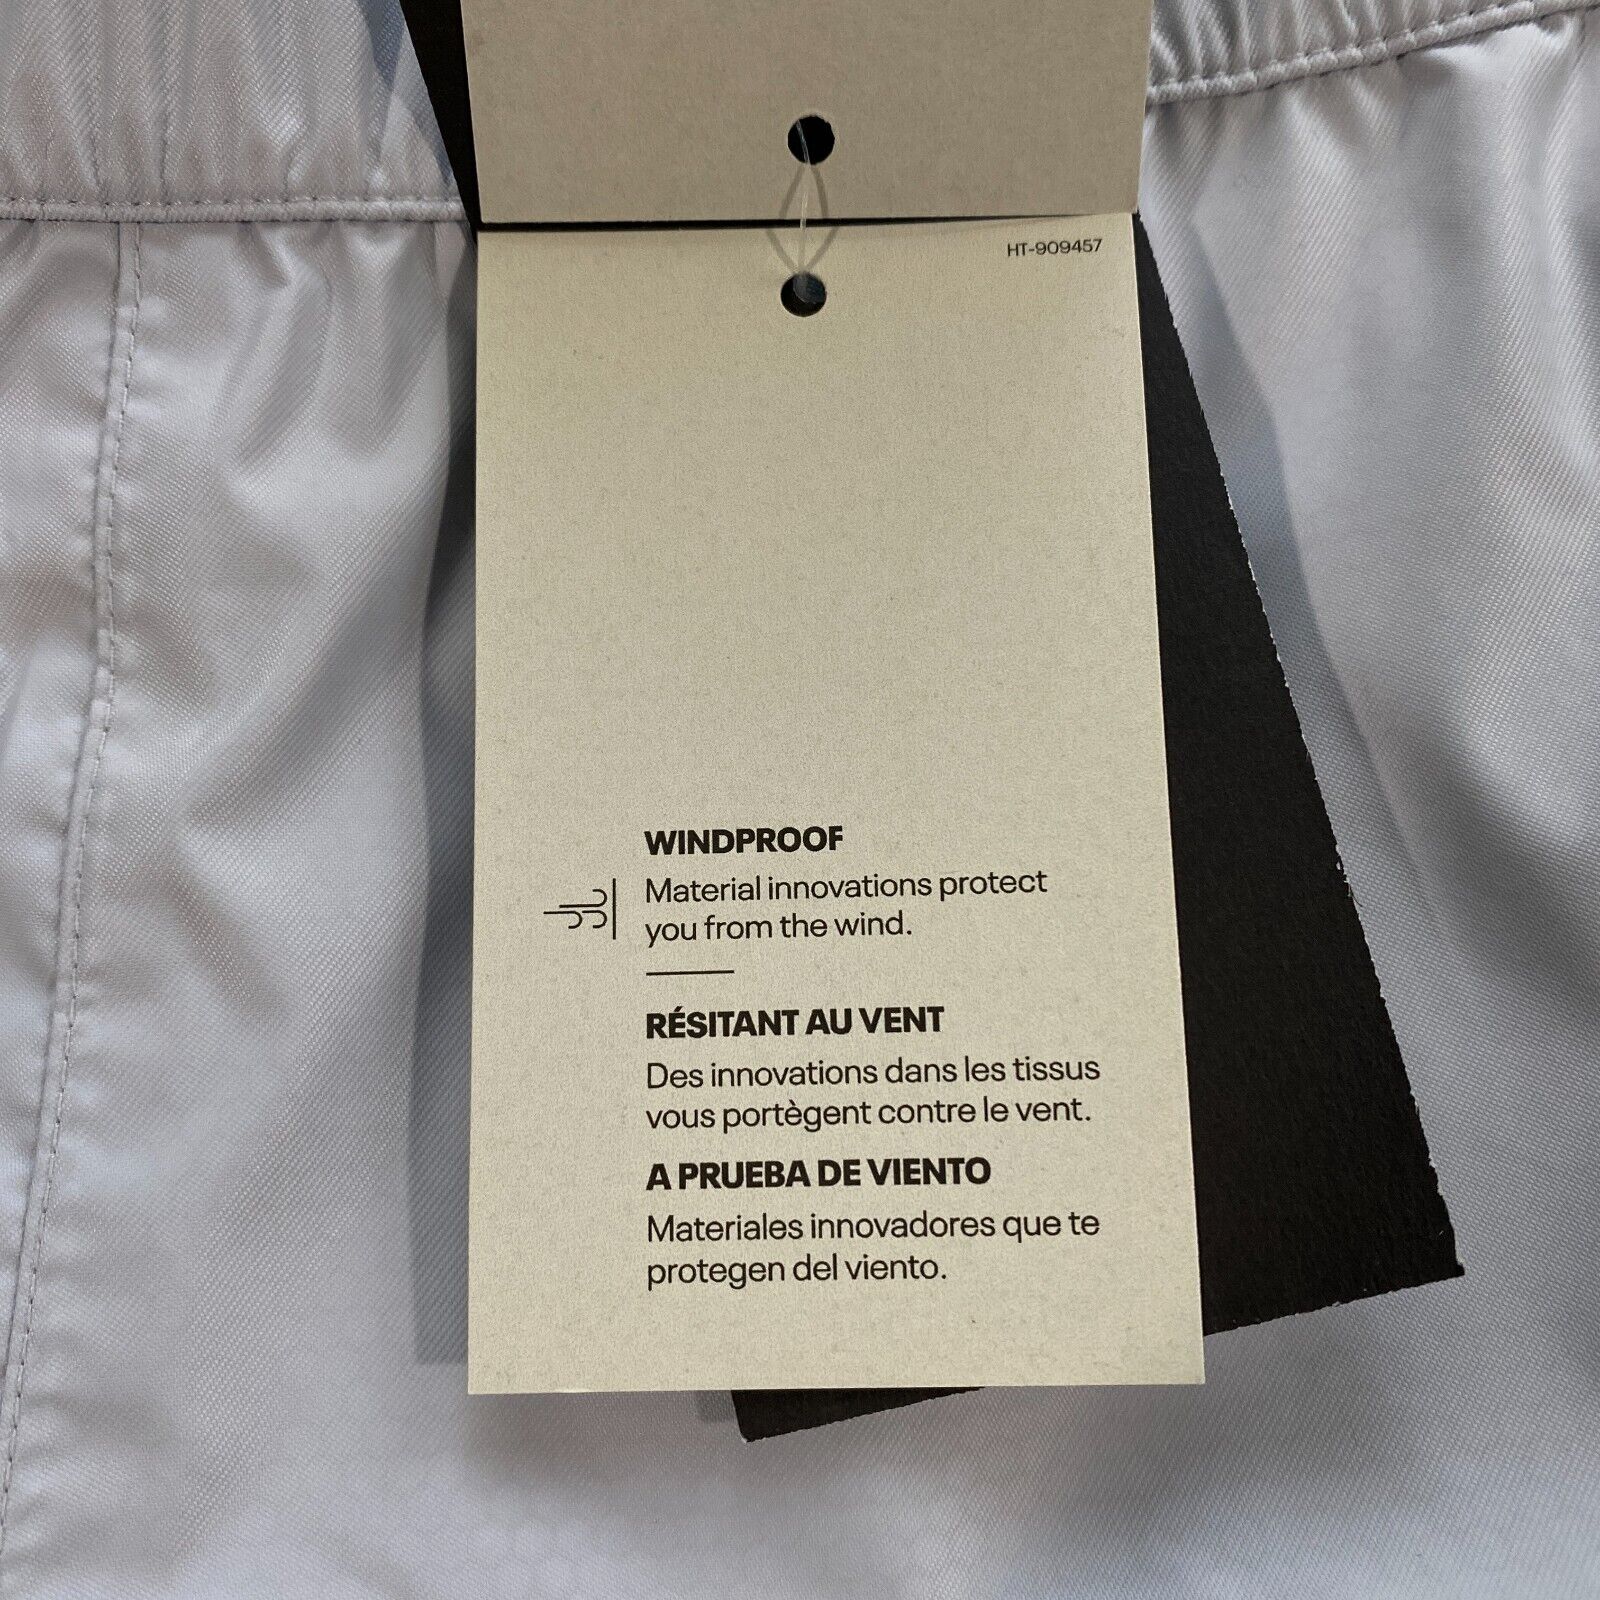 HT-909457
WINDPROOF
Material innovations protect
you from the wind.
RÉSITANT AU VENT
Des innovations dans les tissus
vous portègent contre le vent.
A PRUEBA DE VIENTO
Materiales innovadores que te
protegen del viento.